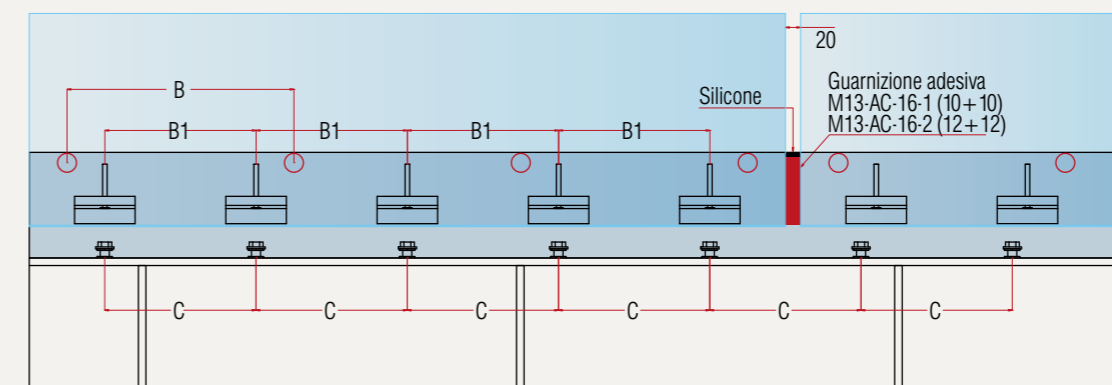 20
Guarnizione adesiva
M13-AC-16-1 (10+10)
M13-AC-16-2 (12+12)
Silicone
B
B1
B1
B1
B1
C
C
C
C
C
C